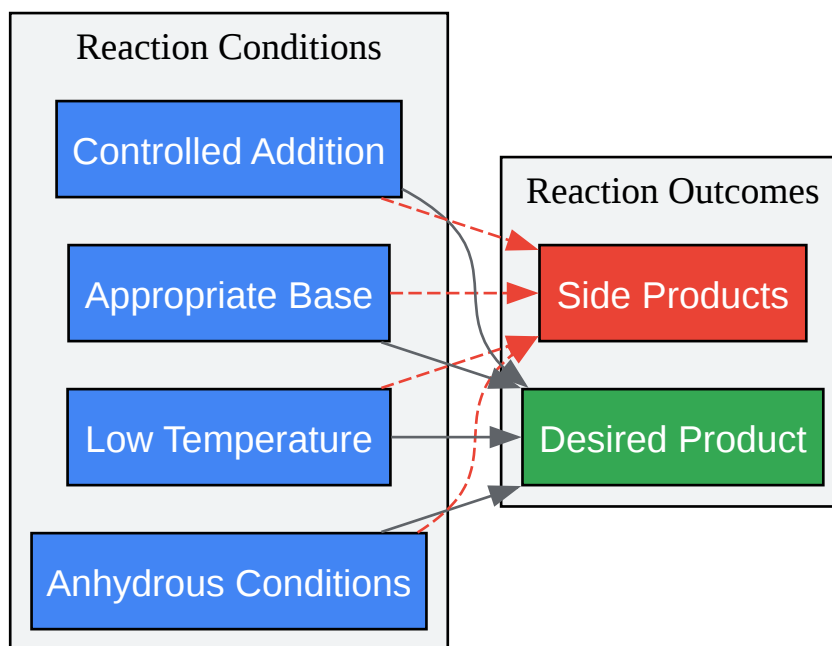 Reaction Conditions
Controlled Addition
Appropriate Base
Low Temperature
Anhydrous Conditions
Reaction Outcomes
Side Products
Desired Product